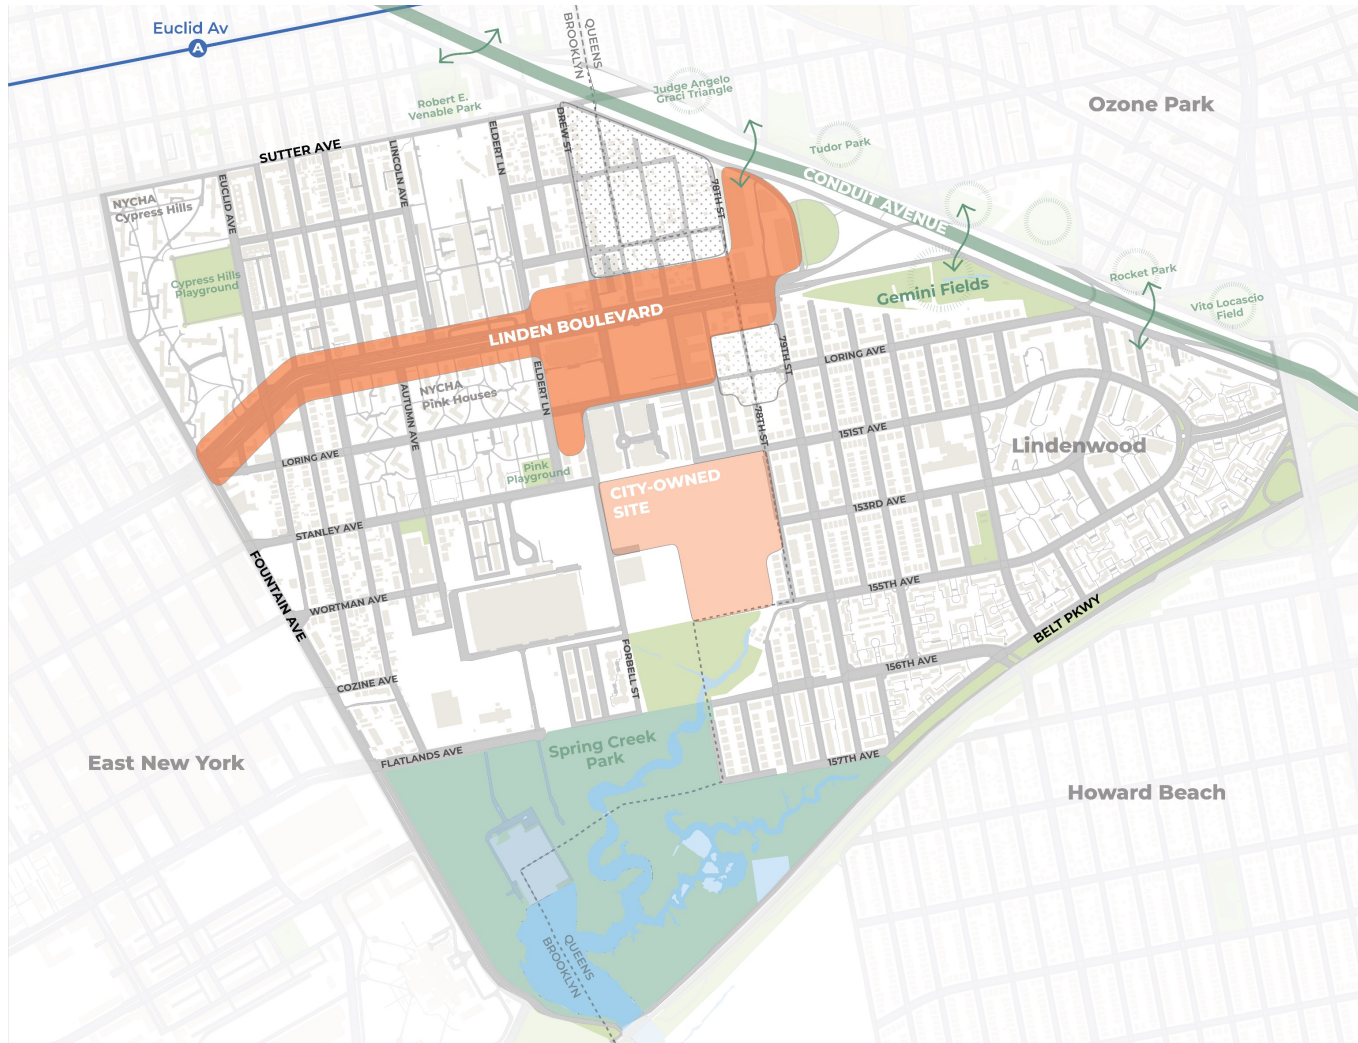 Euclid Av
A
QUEENS
BROOKLYN
Robert E.
Venable Park
Judge Angelo
Graci Triangle
Ozone Park
Tudor Park
SUTTER AVE
LINCOLN AVE
ELDERT LN
DREW ST
78TH ST
CONDUIT AVENUE
NYCHA
Cypress Hills
EUCLID AVE
Cypress Hills
Playground
Gemini Fields
Rocket Park
Vito Locascio
Field
LINDEN BOULEVARD
79TH ST
LORING AVE
NYCHA
Pink Houses
AUTUMN AVE
ELDERT LN
78TH ST
151ST AVE
Lindenwood
LORING AVE
Pink
Playground
CITY-OWNED
SITE
153RD AVE
STANLEY AVE
FOUNTAIN AVE
WORTMAN AVE
155TH AVE
BELT PKWY
FORBELL ST
156TH AVE
COZINE AVE
Spring Creek
Park
FLATLANDS AVE
157TH AVE
East New York
Howard Beach
QUEENS
BROOKLYN